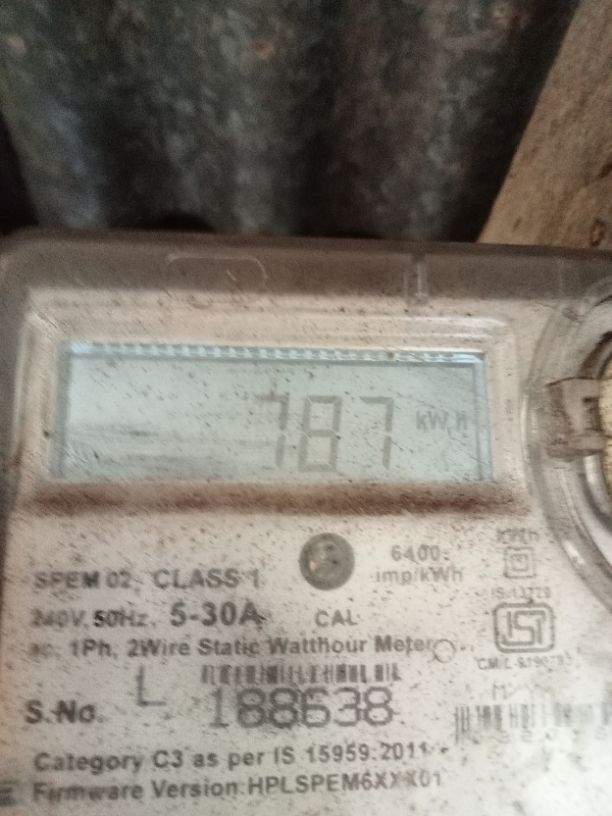 787 kWh
SPEM 02, CLASS 1
6400
imp/kWh
240V, 50Hz, 5-30A CAL
ac, 1Ph, 2Wire Static Watthour Meter
S.No. L 188638
Category C3 as per IS 15959:2011
Firmware Version:HPLSPEM6XXX01